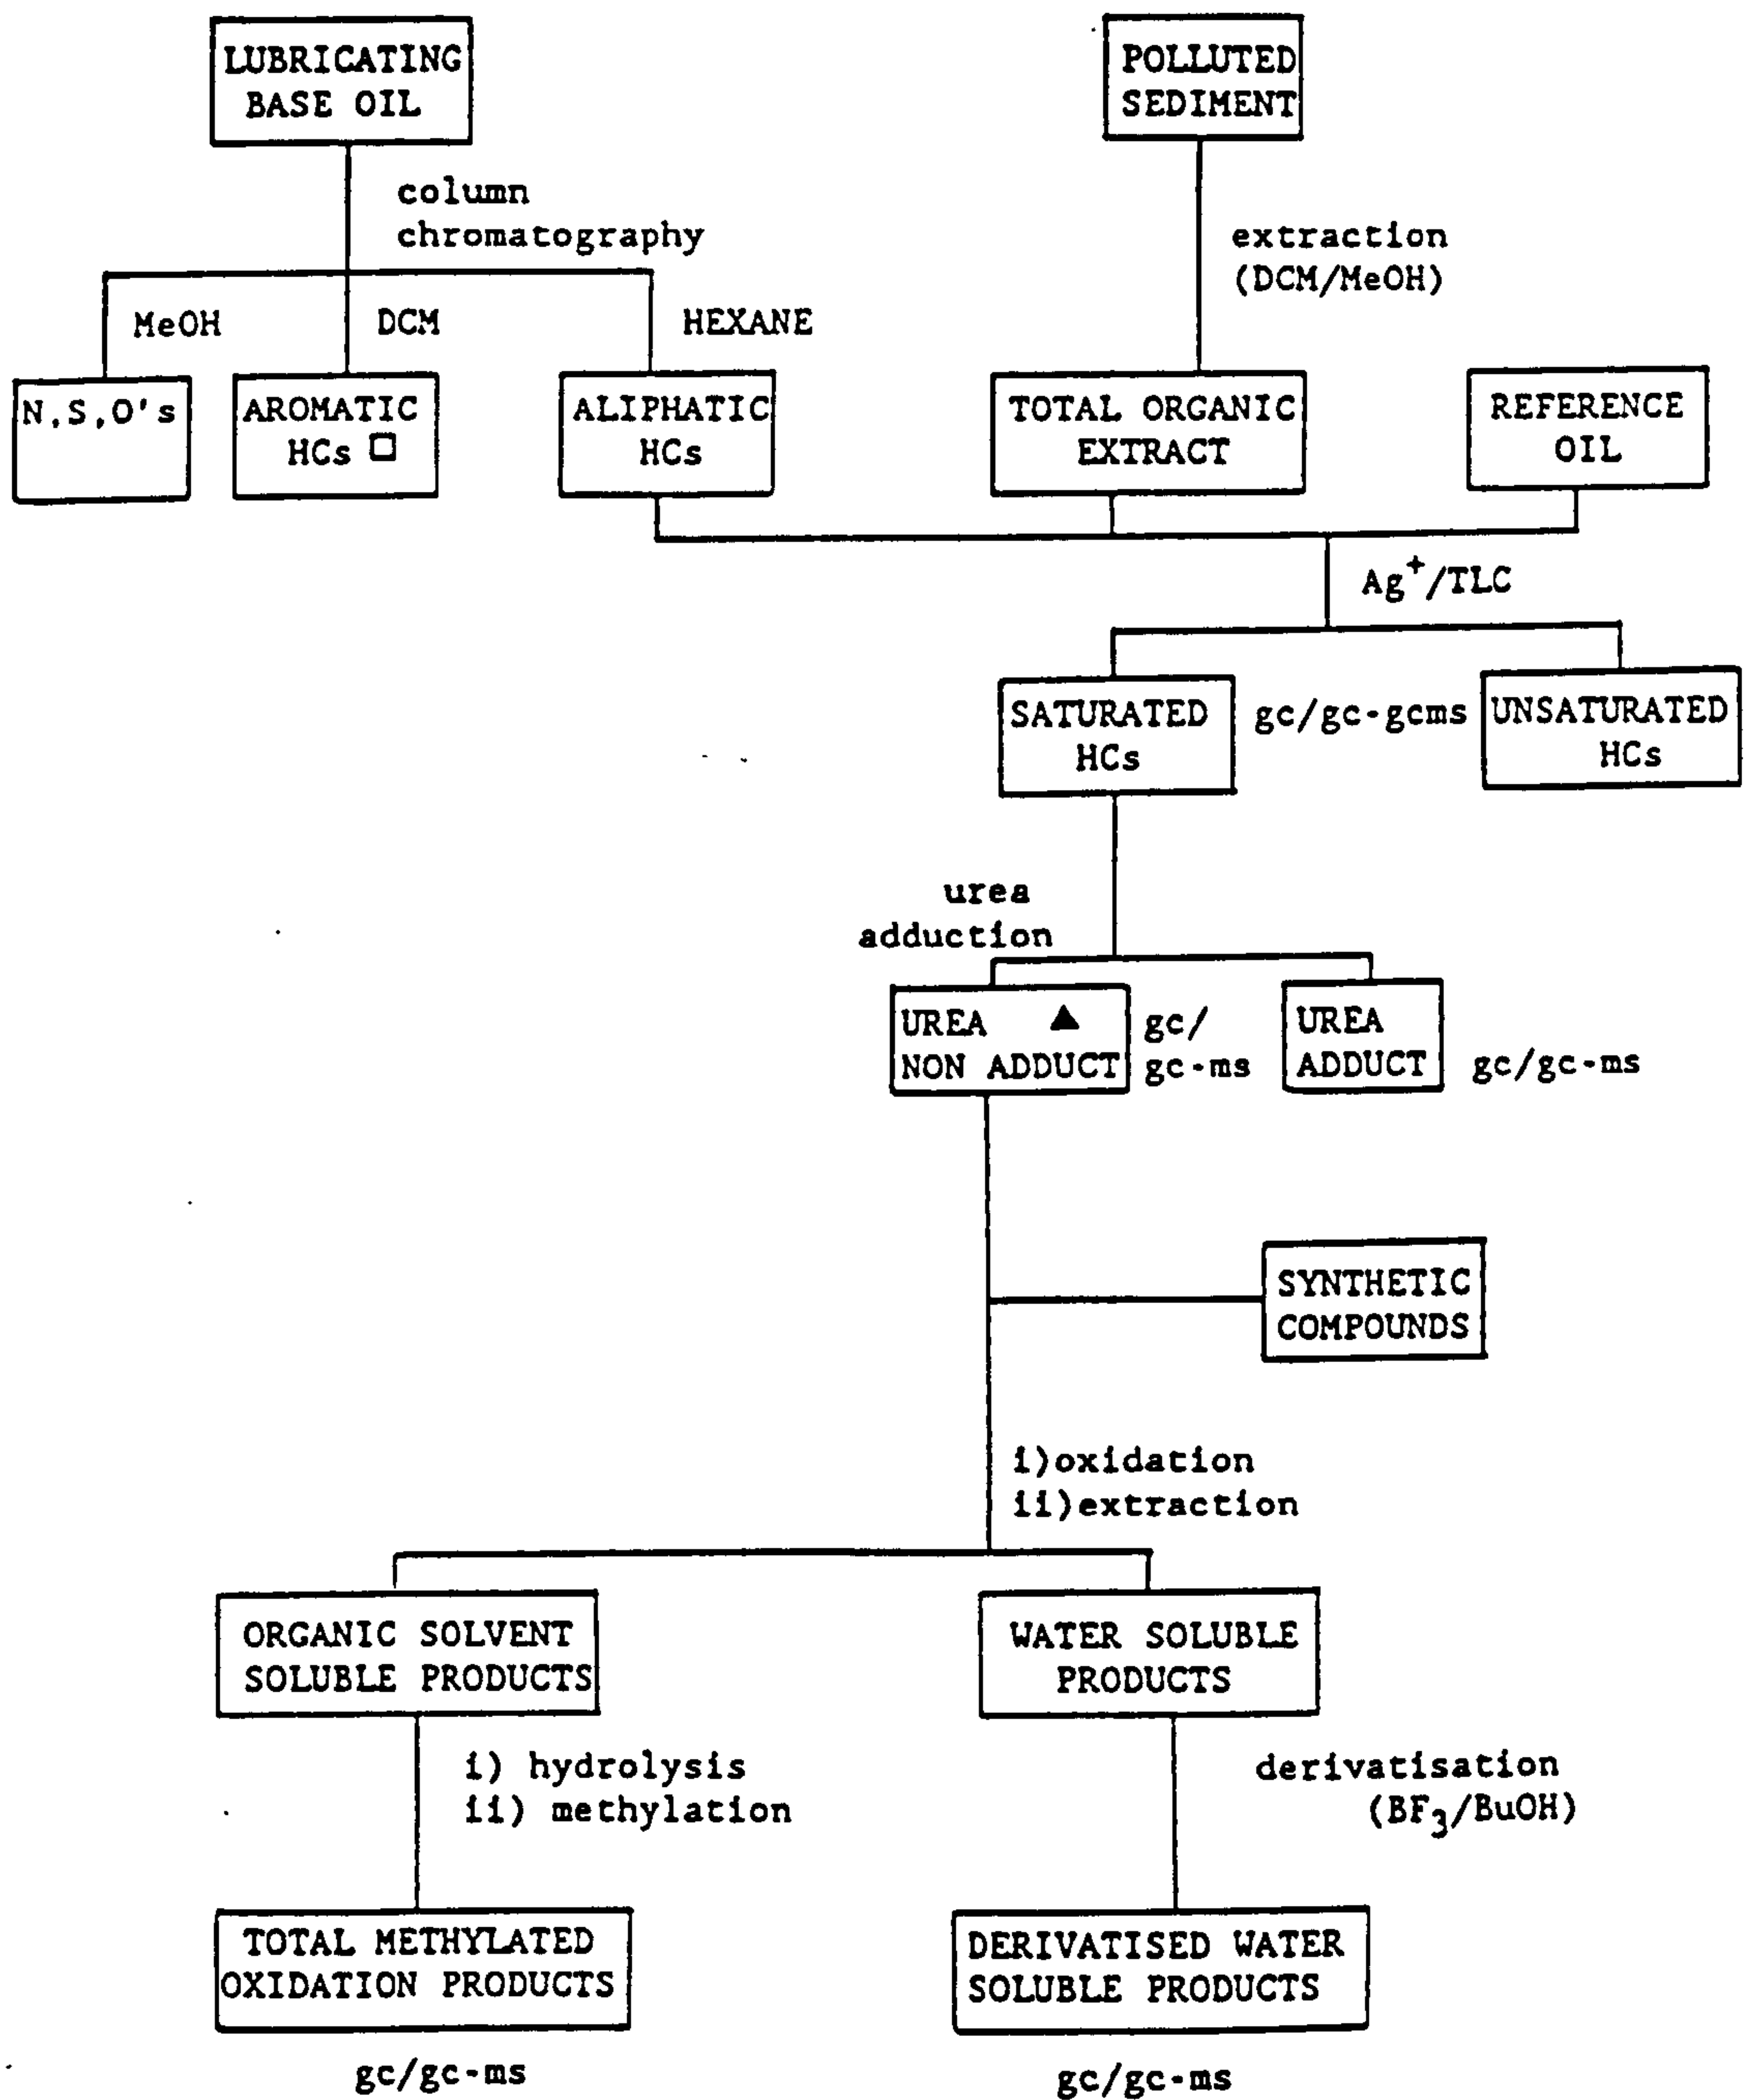 LUBRICATING
BASE OIL
POLLUTED
SEDIMENT
column
chromatography
extraction
(DCM/MeOH)
MeOH
DCM
HEXANE
N,S,O's
AROMATIC
HCs □
ALIPHATIC
HCs
TOTAL ORGANIC
EXTRACT
REFERENCE
OIL
Ag⁺/TLC
SATURATED
HCs
gc/gc-gcms
UNSATURATED
HCs
urea
adduction
UREA ▲
NON ADDUCT
gc/
gc-ms
UREA
ADDUCT
gc/gc-ms
SYNTHETIC
COMPOUNDS
i)oxidation
ii)extraction
ORGANIC SOLVENT
SOLUBLE PRODUCTS
WATER SOLUBLE
PRODUCTS
i) hydrolysis
ii) methylation
derivatisation
(BF₃/BuOH)
TOTAL METHYLATED
OXIDATION PRODUCTS
DERIVATISED WATER
SOLUBLE PRODUCTS
gc/gc-ms
gc/gc-ms